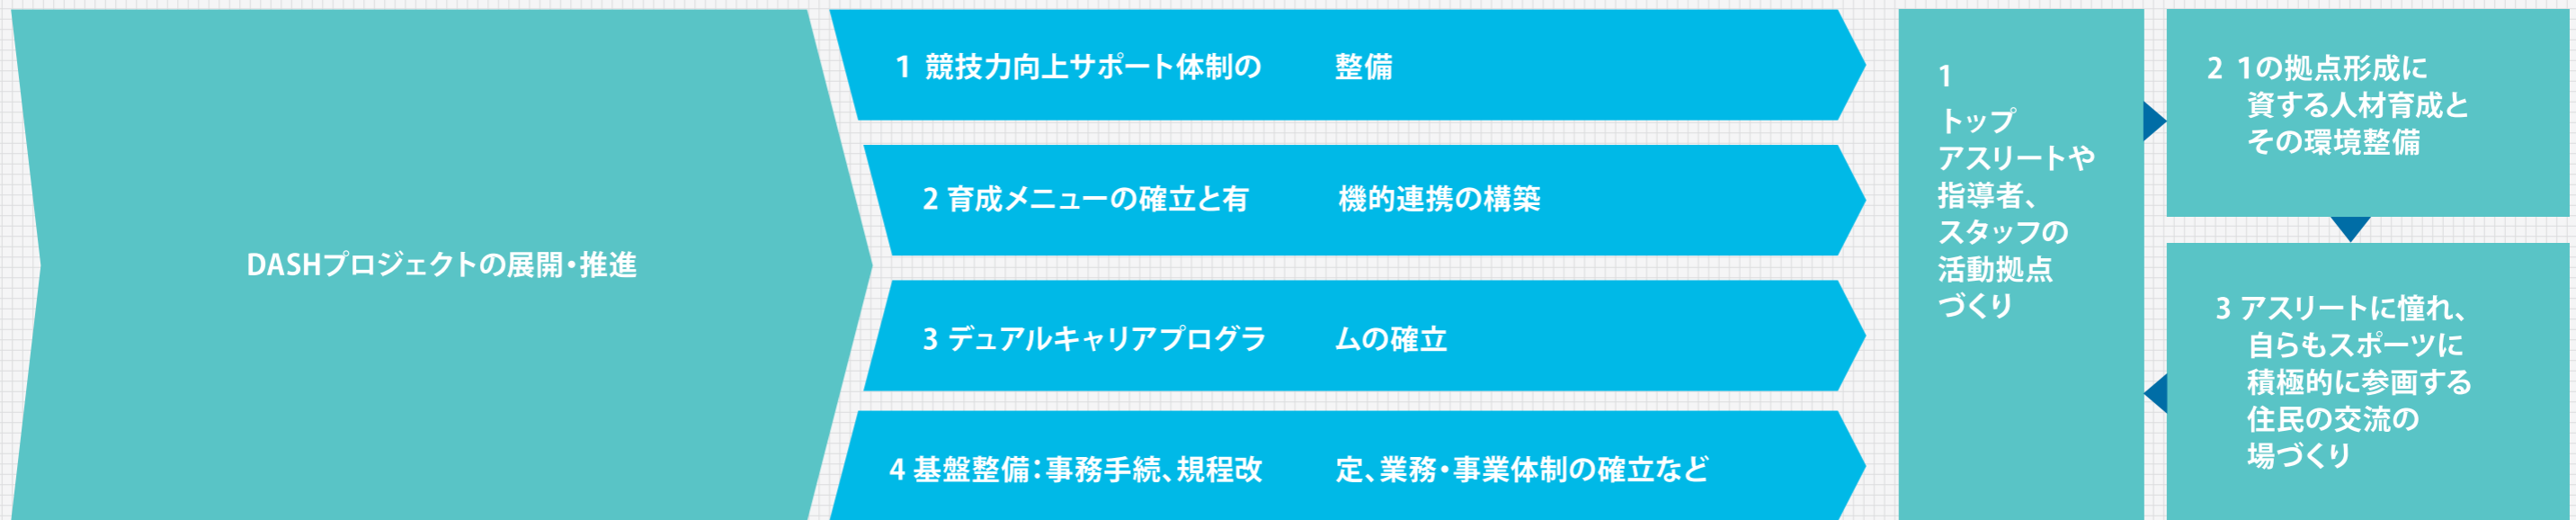 DASHプロジェクトの展開・推進
1 競技力向上サポート体制の 整備
2 育成メニューの確立と有 機的連携の構築
3 デュアルキャリアプログラ ムの確立
4 基盤整備：事務手続、規程改 定、業務・事業体制の確立など
1
トップ
アスリートや
指導者、
スタッフの
活動拠点
づくり
2 1の拠点形成に
資する人材育成と
その環境整備
3 アスリートに憧れ、
自らもスポーツに
積極的に参画する
住民の交流の
場づくり